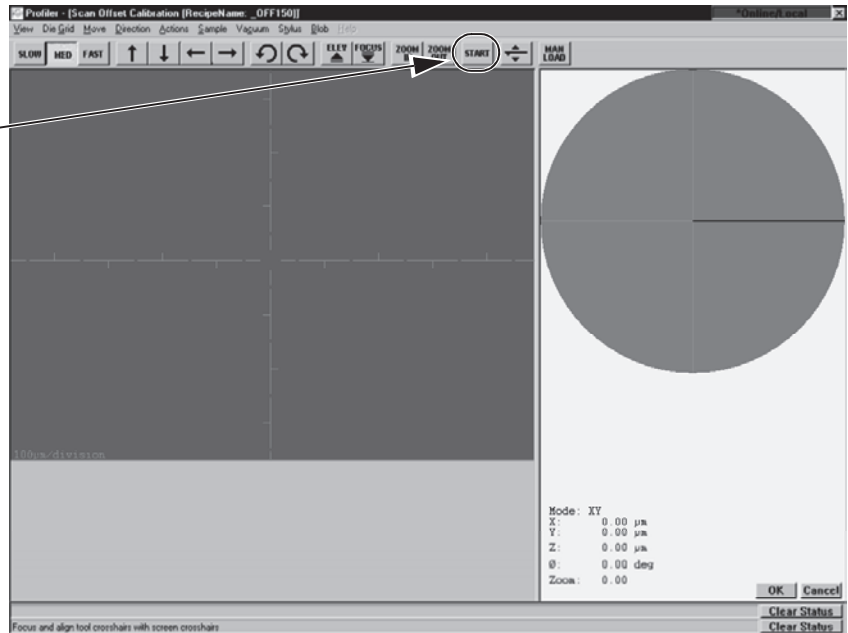 Profiler - [Scan Offset Calibration [RecipeName: _OFF150]]
*Online/Local
View Die Grid Move Direction Actions Sample Vacuum Stylus Blob Help
SLOW MED FAST ELEV FOCUS ZOOM ZOOM OUT START MAN LOAD
100µm/division
Mode: XY
X: 0.00 µm
Y: 0.00 µm
Z: 0.00 µm
Ø: 0.00 deg
Zoom: 0.00
OK Cancel
Clear Status
Focus and align tool crosshairs with screen crosshairs
Clear Status